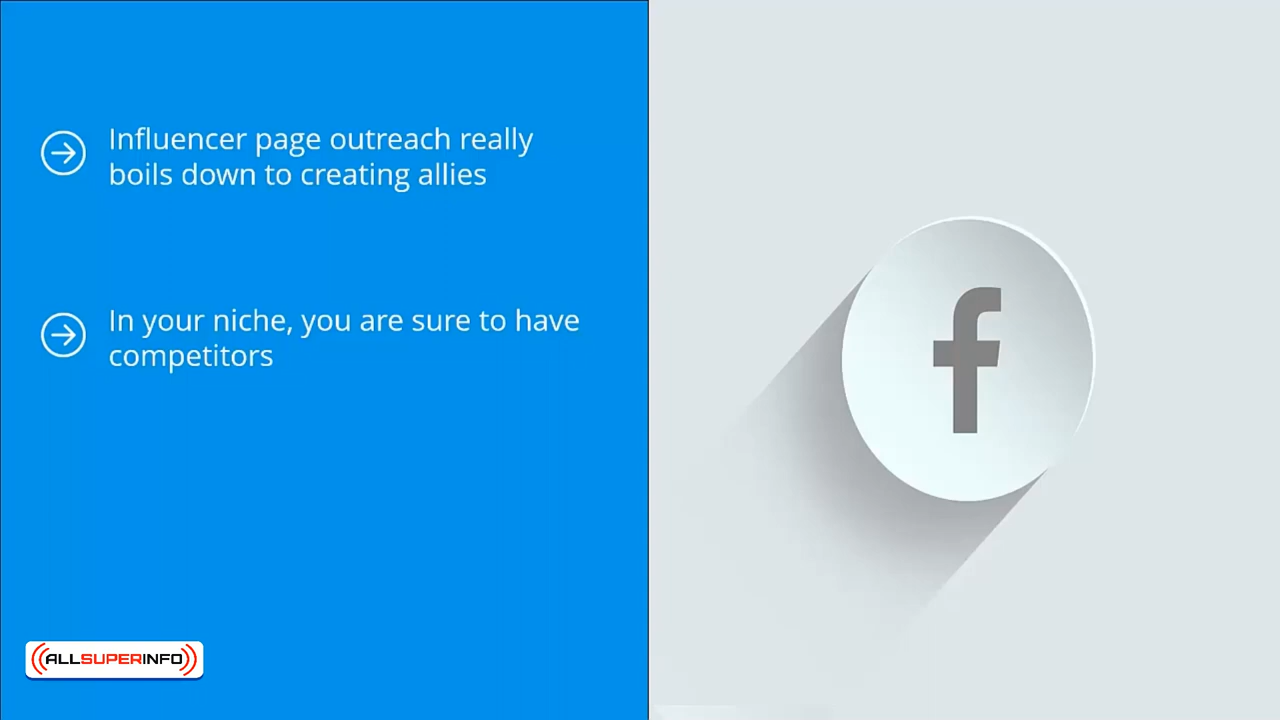 Influencer page outreach really
boils down to creating allies
In your niche, you are sure to have
competitors
ALLSUPERINFO
f